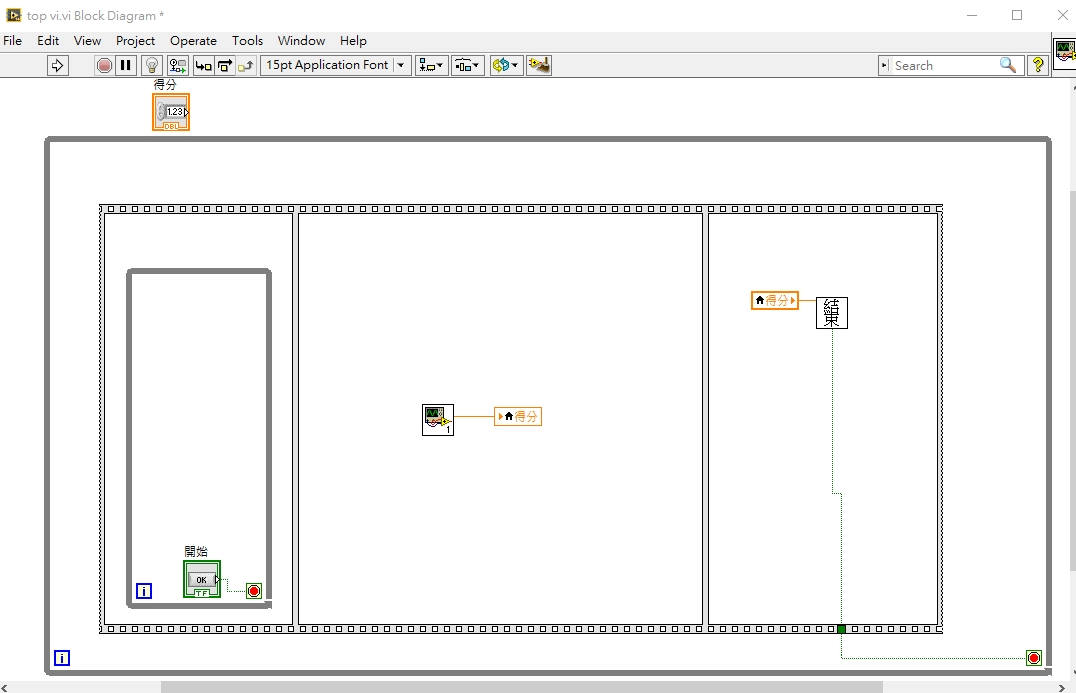 top vi.vi Block Diagram *
File Edit View Project Operate Tools Window Help
15pt Application Font
Search
?
得分
1.23
DBL
得分
結束
1
得分
開始
OK
TF
i
i